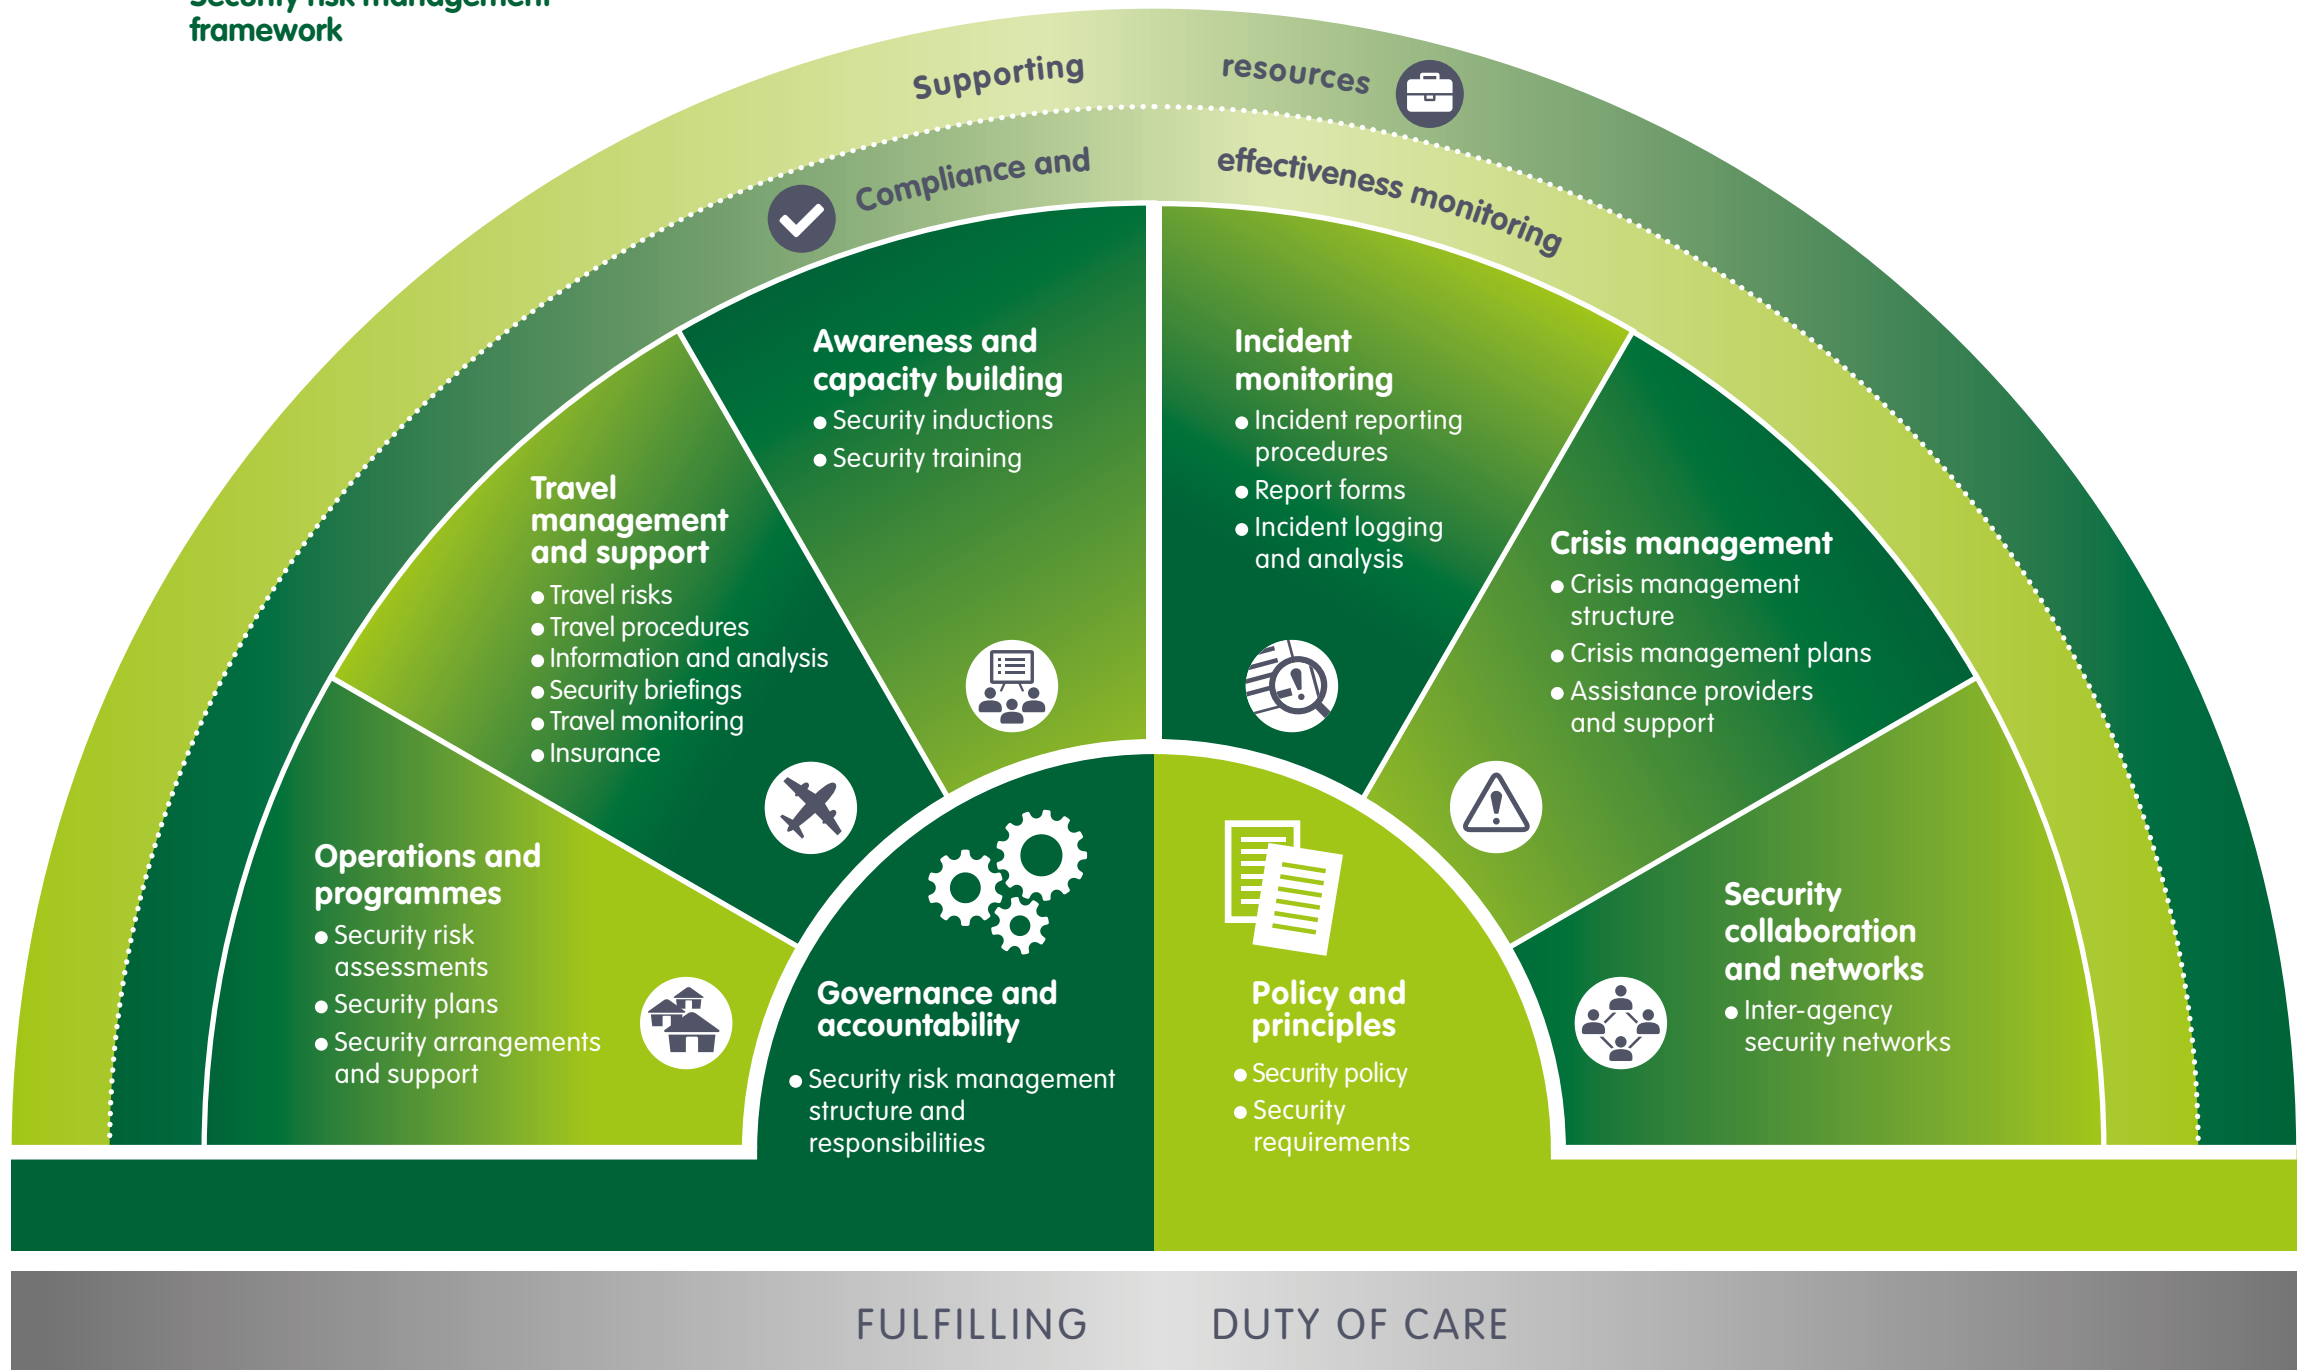 Security risk management
framework
Supporting resources
Compliance and effectiveness monitoring
Operations and
programmes
● Security risk
assessments
● Security plans
● Security arrangements
and support
Travel
management
and support
● Travel risks
● Travel procedures
● Information and analysis
● Security briefings
● Travel monitoring
● Insurance
Awareness and
capacity building
● Security inductions
● Security training
Incident
monitoring
● Incident reporting
procedures
● Report forms
● Incident logging
and analysis
Crisis management
● Crisis management
structure
● Crisis management plans
● Assistance providers
and support
Security
collaboration
and networks
● Inter-agency
security networks
Governance and
accountability
● Security risk management
structure and
responsibilities
Policy and
principles
● Security policy
● Security
requirements
FULFILLING DUTY OF CARE